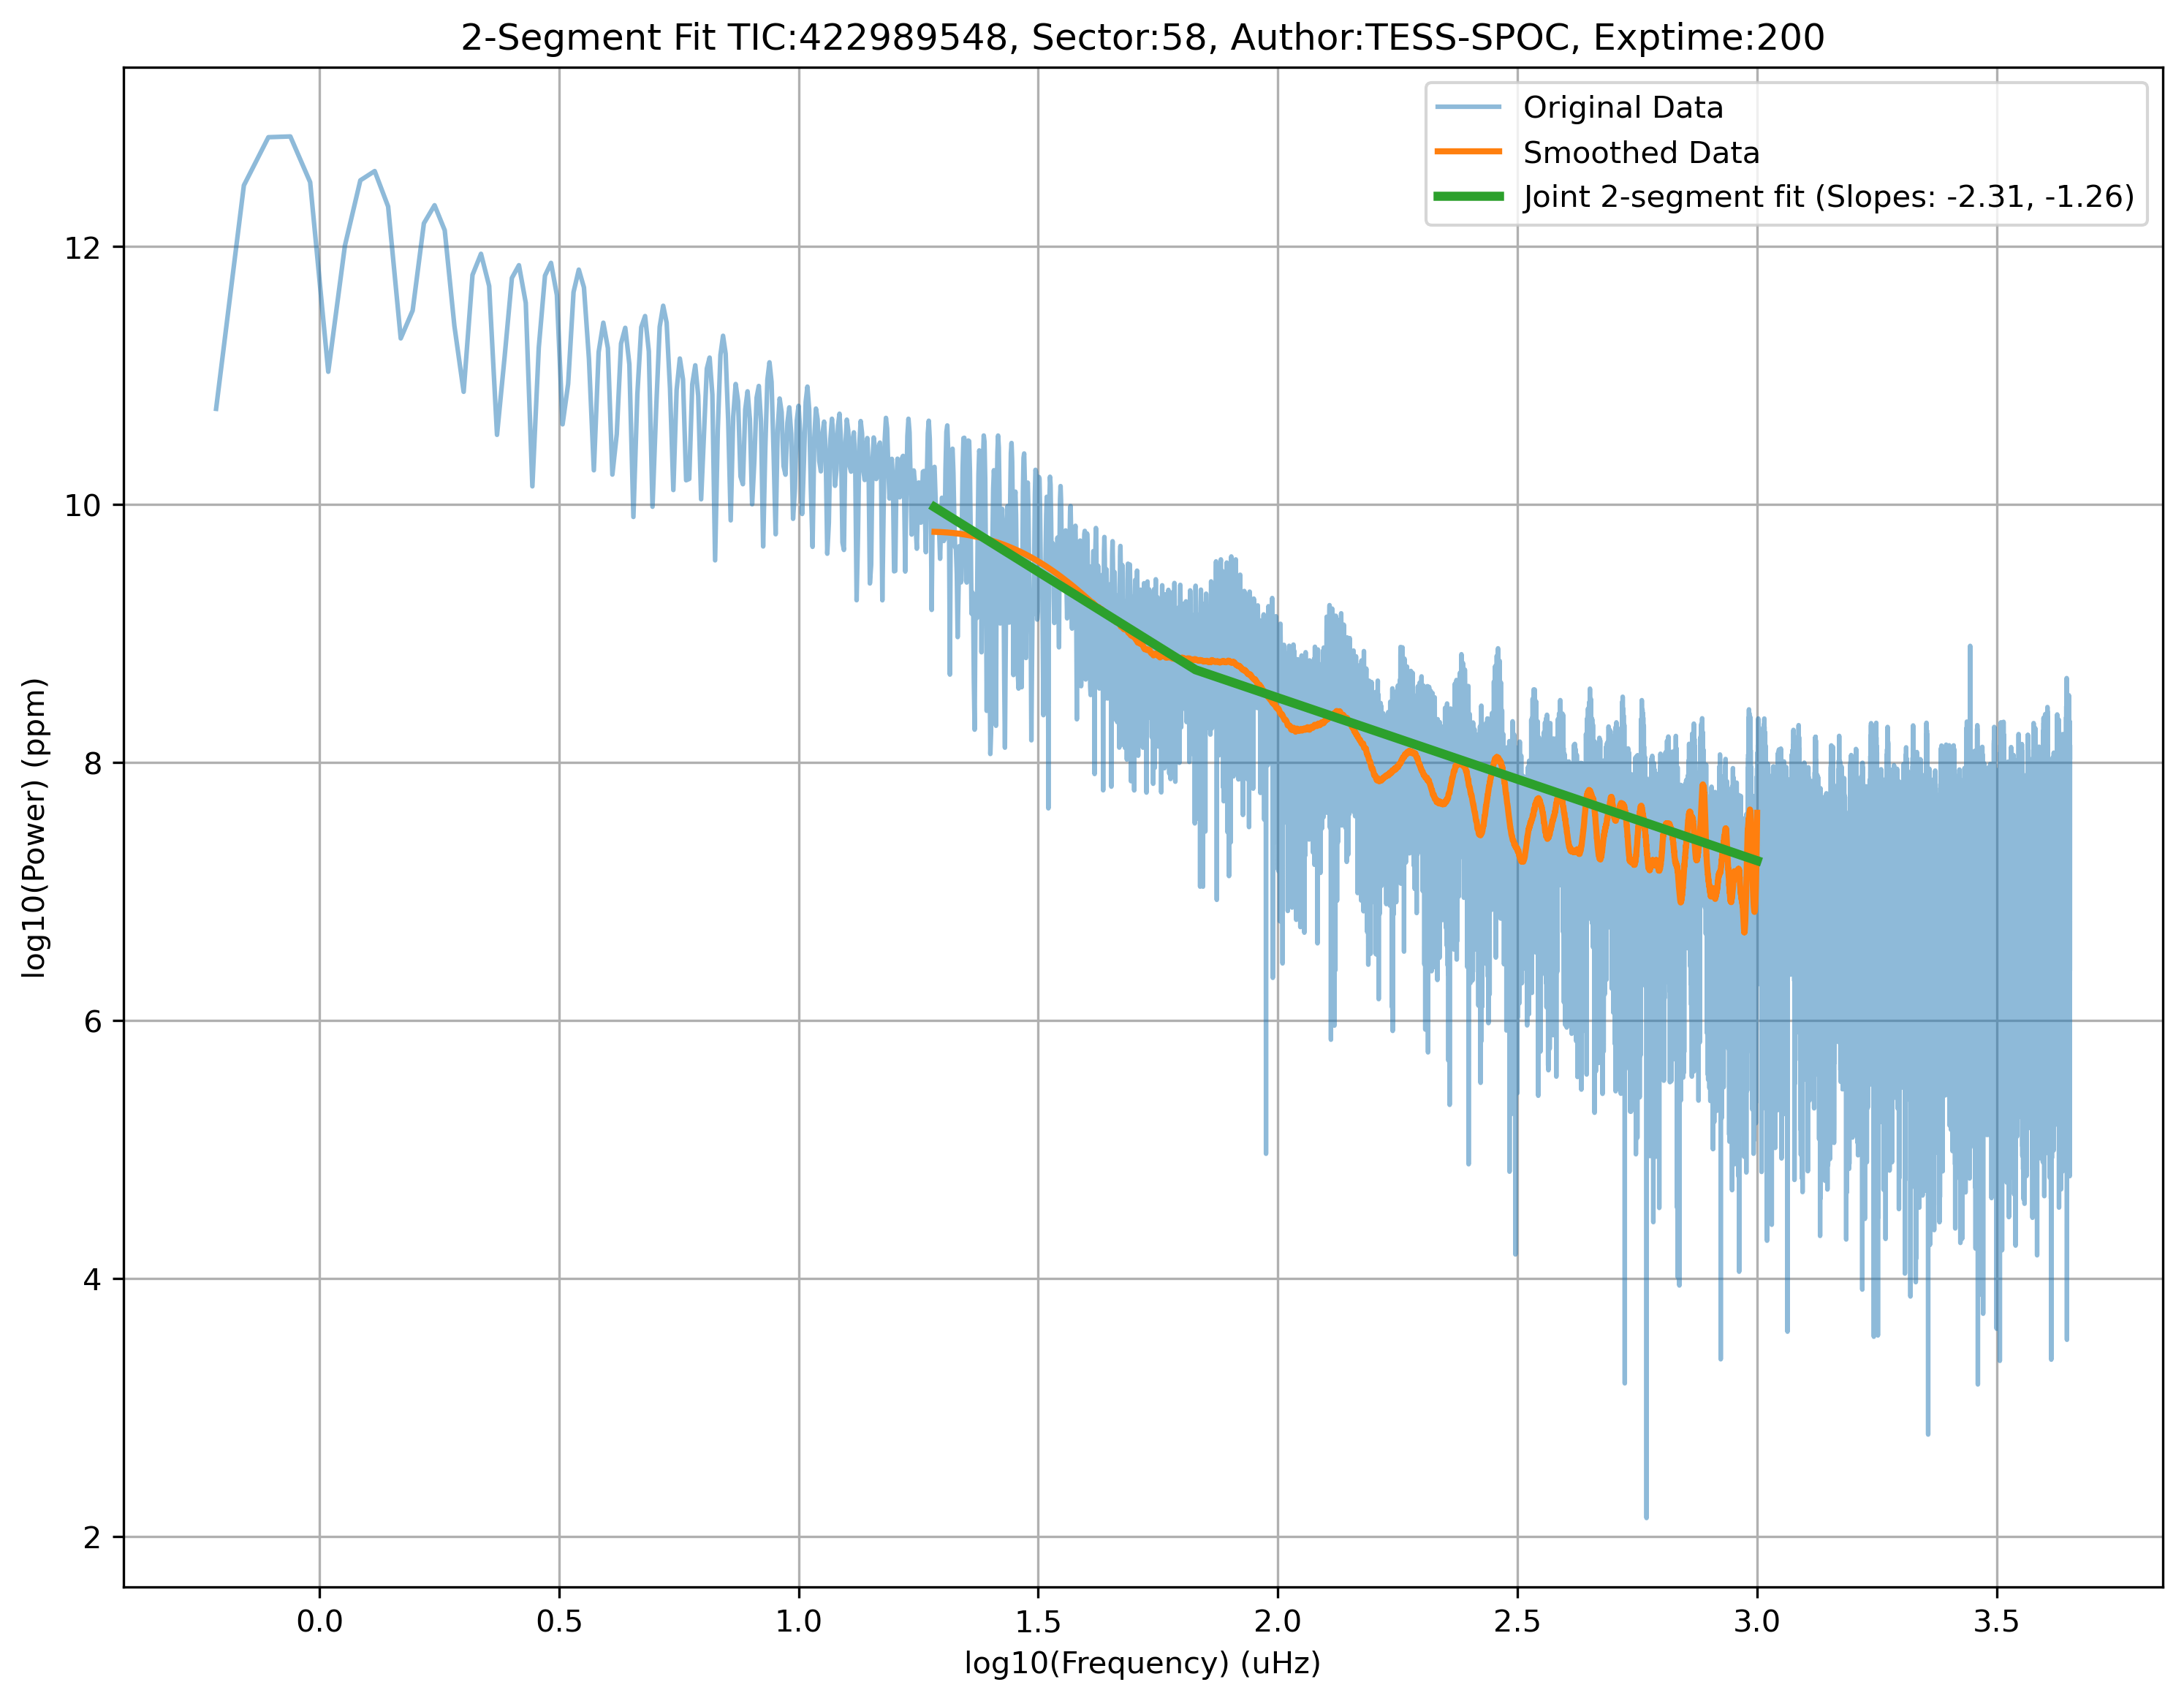 2-Segment Fit TIC:422989548, Sector:58, Author:TESS-SPOC, Exptime:200
Original Data
Smoothed Data
Joint 2-segment fit (Slopes: -2.31, -1.26)
log10(Power) (ppm)
12
10
8
6
4
2
0.0 0.5 1.0 1.5 2.0 2.5 3.0 3.5
log10(Frequency) (uHz)